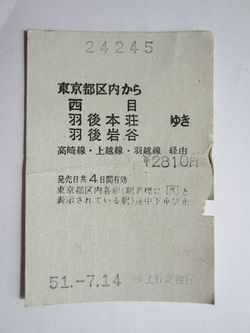 24245
東京都区内から
西目
羽後本荘 ゆき
羽後岩谷
高崎線・上越線・羽越線 経由
¥2810円
発売日共4日間有効
東京都区内各駅(駅名標に 区 と
表示されている駅)途中下車禁止
51.-7.14 上野駅発行